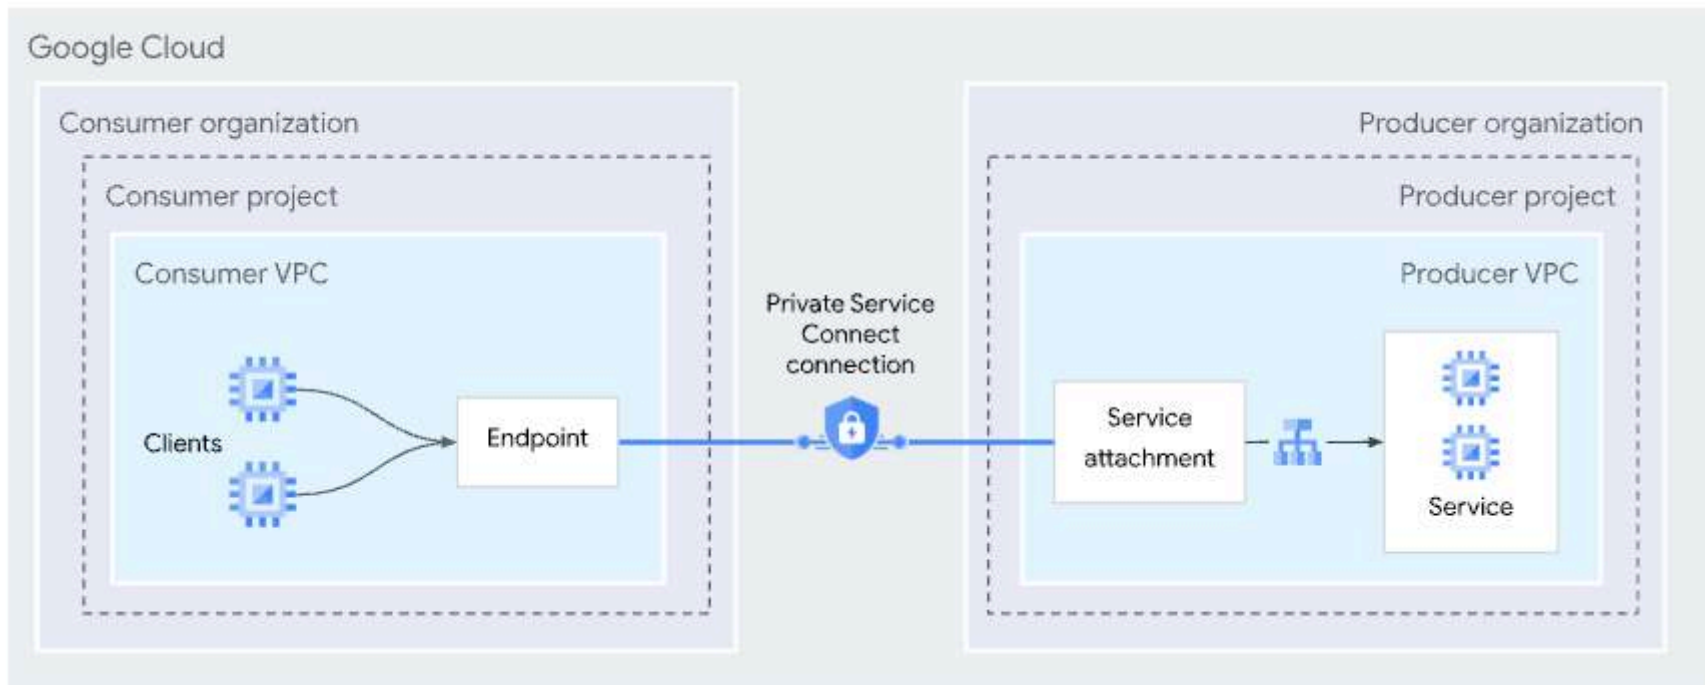 Google Cloud
Consumer organization
Consumer project
Consumer VPC
Clients
Endpoint
Private Service
Connect
connection
Producer organization
Producer project
Producer VPC
Service
attachment
Service